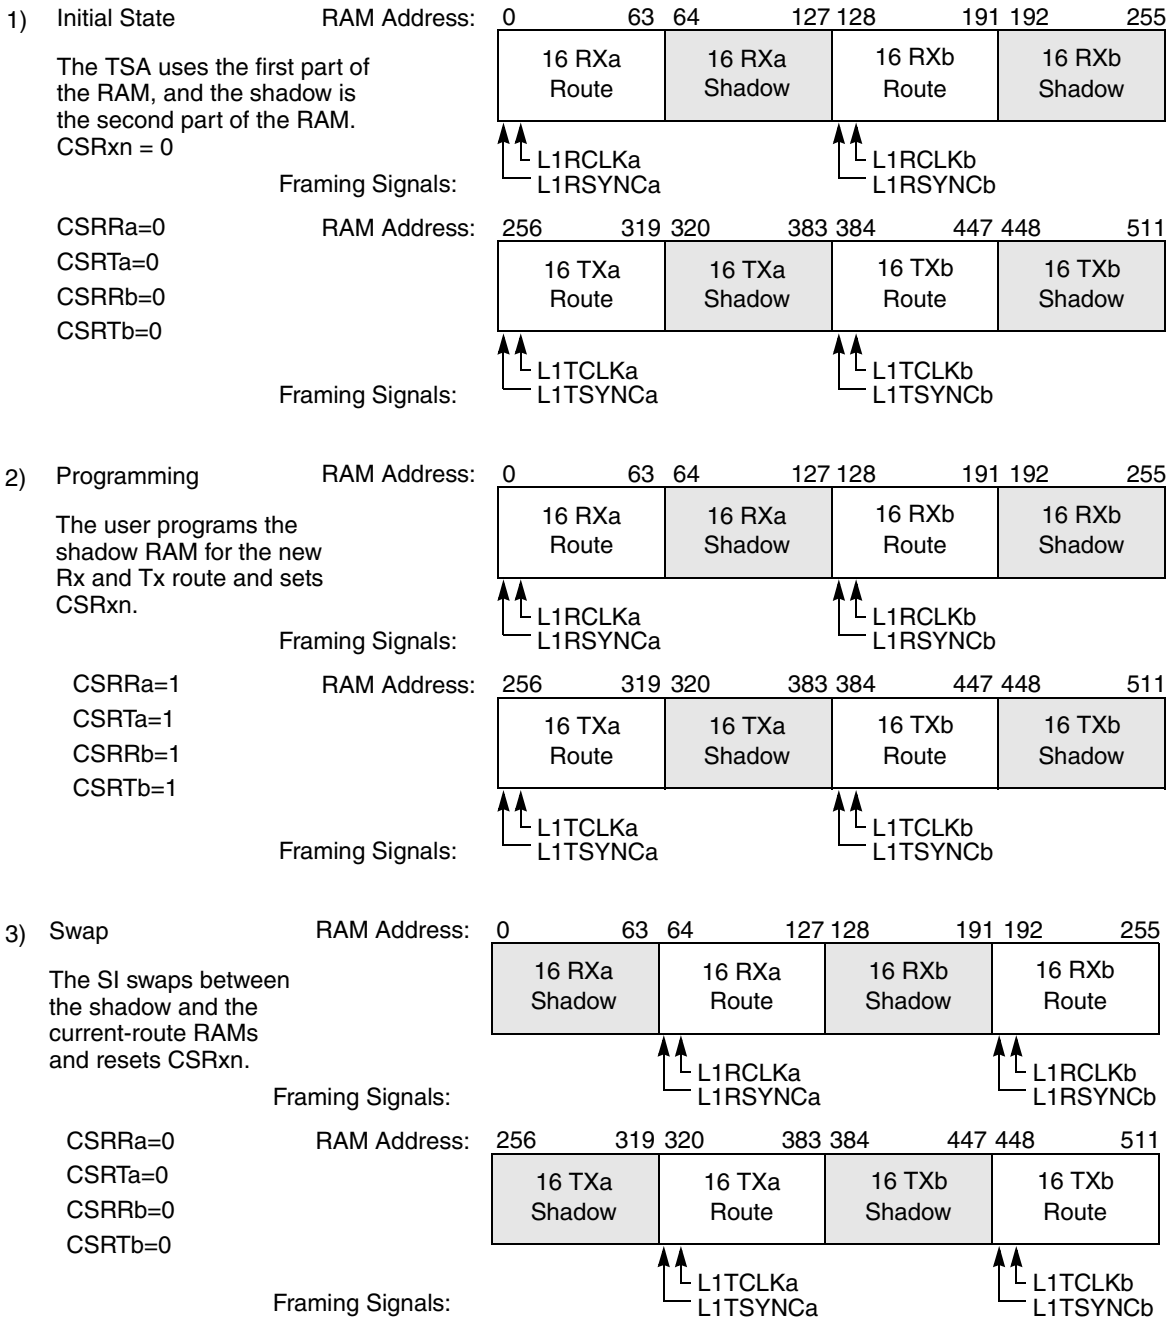 1) Initial State RAM Address: 0 63 64 127 128 191 192 255
The TSA uses the first part of
the RAM, and the shadow is
the second part of the RAM.
CSRxn = 0
16 RXa Route 16 RXa Shadow 16 RXb Route 16 RXb Shadow
Framing Signals:
L1RCLKa L1RCLKb
L1RSYNCa L1RSYNCb
CSRRa=0
CSRTa=0
CSRRb=0
CSRTb=0
RAM Address: 256 319 320 383 384 447 448 511
16 TXa Route 16 TXa Shadow 16 TXb Route 16 TXb Shadow
Framing Signals:
L1TCLKa L1TCLKb
L1TSYNCa L1TSYNCb
2) Programming RAM Address: 0 63 64 127 128 191 192 255
The user programs the
shadow RAM for the new
Rx and Tx route and sets
CSRxn.
16 RXa Route 16 RXa Shadow 16 RXb Route 16 RXb Shadow
Framing Signals:
L1RCLKa L1RCLKb
L1RSYNCa L1RSYNCb
CSRRa=1
CSRTa=1
CSRRb=1
CSRTb=1
RAM Address: 256 319 320 383 384 447 448 511
16 TXa Route 16 TXa Shadow 16 TXb Route 16 TXb Shadow
Framing Signals:
L1TCLKa L1TCLKb
L1TSYNCa L1TSYNCb
3) Swap RAM Address: 0 63 64 127 128 191 192 255
The SI swaps between
the shadow and the
current-route RAMs
and resets CSRxn.
16 RXa Shadow 16 RXa Route 16 RXb Shadow 16 RXb Route
Framing Signals:
L1RCLKa L1RCLKb
L1RSYNCa L1RSYNCb
CSRRa=0
CSRTa=0
CSRRb=0
CSRTb=0
RAM Address: 256 319 320 383 384 447 448 511
16 TXa Shadow 16 TXa Route 16 TXb Shadow 16 TXb Route
Framing Signals:
L1TCLKa L1TCLKb
L1TSYNCa L1TSYNCb